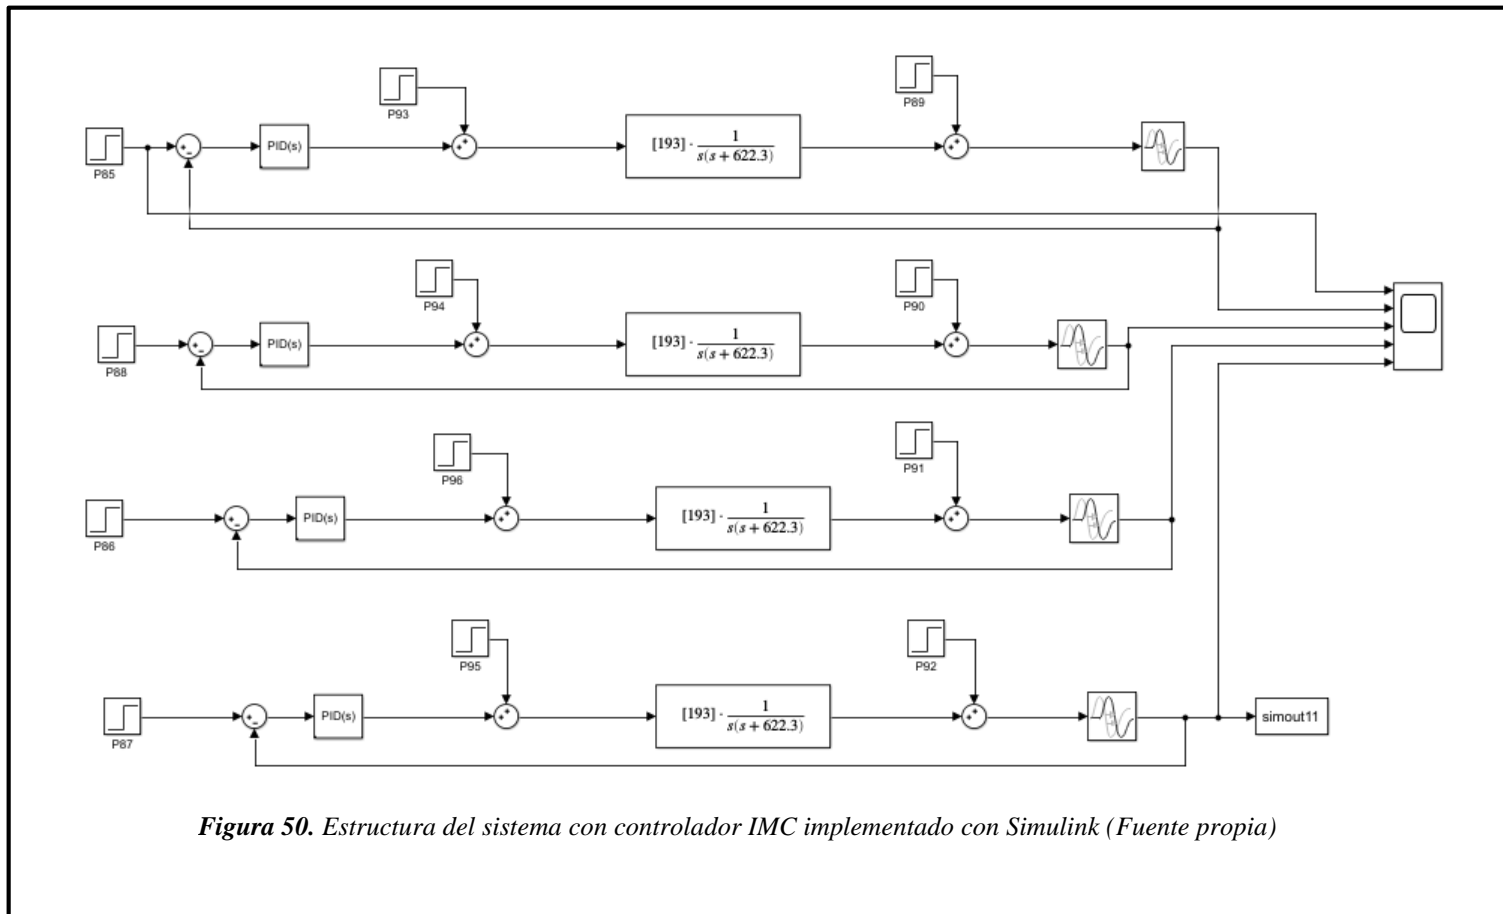 P93
P89
P85
PID(s)
[193] · 1 / s(s + 622.3)
P94
P90
P88
PID(s)
[193] · 1 / s(s + 622.3)
P96
P91
P86
PID(s)
[193] · 1 / s(s + 622.3)
P95
P92
P87
PID(s)
[193] · 1 / s(s + 622.3)
simout11
Figura 50. Estructura del sistema con controlador IMC implementado con Simulink (Fuente propia)